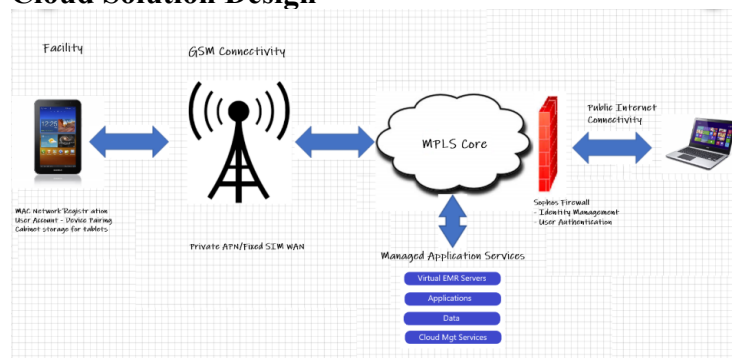 Cloud Solution Design
Facility
GSM Connectivity
Public Internet
Connectivity
MPLS Core
MAC Network Registration
User Account - Device Pairing
Cabinet storage for tablets
Sophos Firewall
- Identity Management
- User Authentication
Private APN/Fixed SIM WAN
Managed Application Services
Virtual EMR Servers
Applications
Data
Cloud Mgt Services